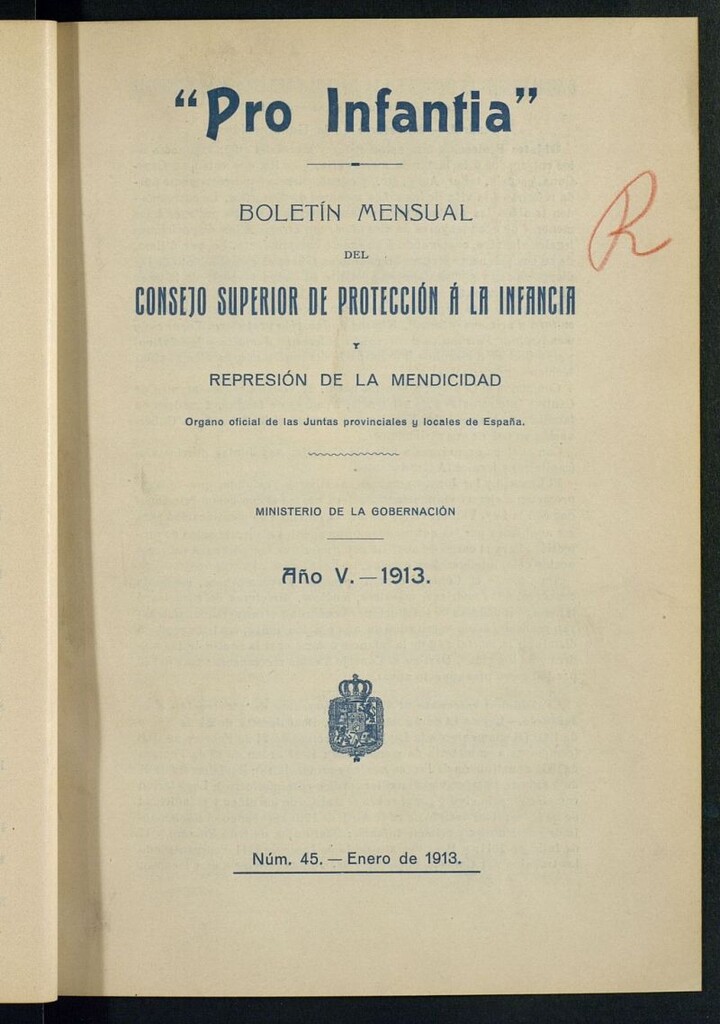 “Pro Infantia”
BOLETÍN MENSUAL
DEL
CONSEJO SUPERIOR DE PROTECCIÓN Á LA INFANCIA
Y
REPRESIÓN DE LA MENDICIDAD
Organo oficial de las Juntas provinciales y locales de España.
MINISTERIO DE LA GOBERNACIÓN
Año V.—1913.
Núm. 45. — Enero de 1913.
R